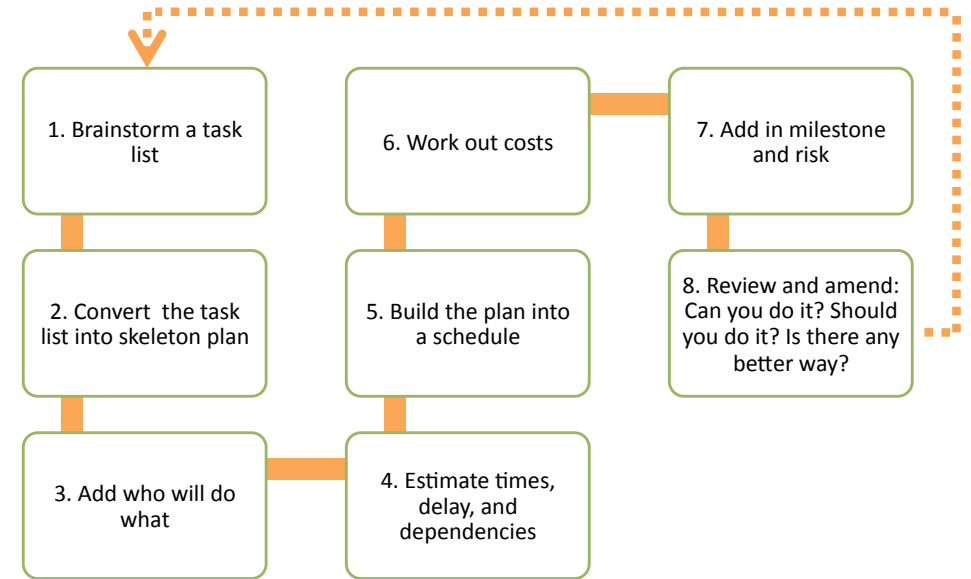 1. Brainstorm a task
list
2. Convert  the task
list into skeleton plan
3. Add who will do
what
4. Estimate times,
delay, and
dependencies
5. Build the plan into
a schedule
6. Work out costs
7. Add in milestone
and risk
8. Review and amend:
Can you do it? Should
you do it? Is there any
better way?